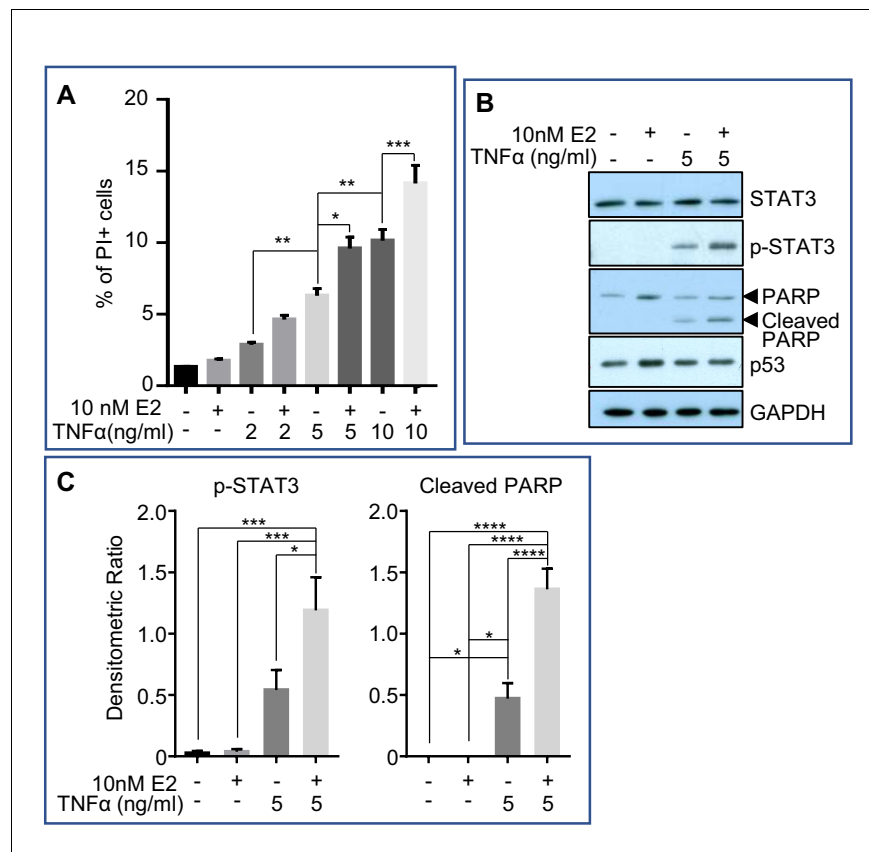 A
20
15
10
5
0
% of PI+ cells
**
**
*
***
10 nM E2 - + - + - + - +
TNFα(ng/ml) - - 2 2 5 5 10 10
B
10nM E2 - + - +
TNFα (ng/ml) - - 5 5
STAT3
p-STAT3
PARP
Cleaved
PARP
p53
GAPDH
C
p-STAT3
2.0
1.5
1.0
0.5
0
Densitometric Ratio
***
***
*
10nM E2 - + - +
TNFα (ng/ml) - - 5 5
Cleaved PARP
2.0
1.5
1.0
0.5
0
****
****
****
*
*
- + - +
- - 5 5